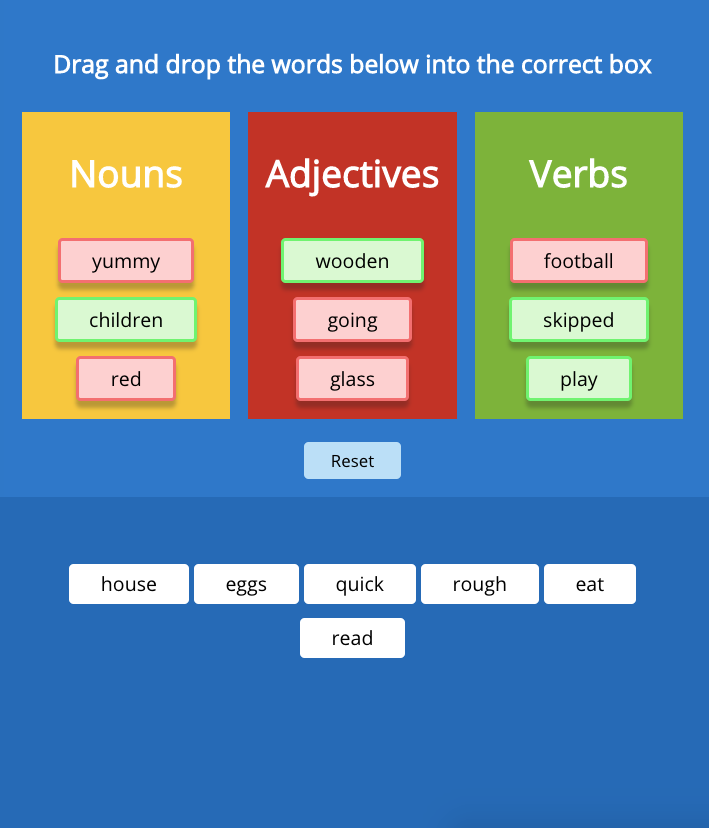 Drag and drop the words below into the correct box
Nouns Adjectives Verbs
yummy wooden football
children going skipped
red glass play
Reset
house eggs quick rough eat
read